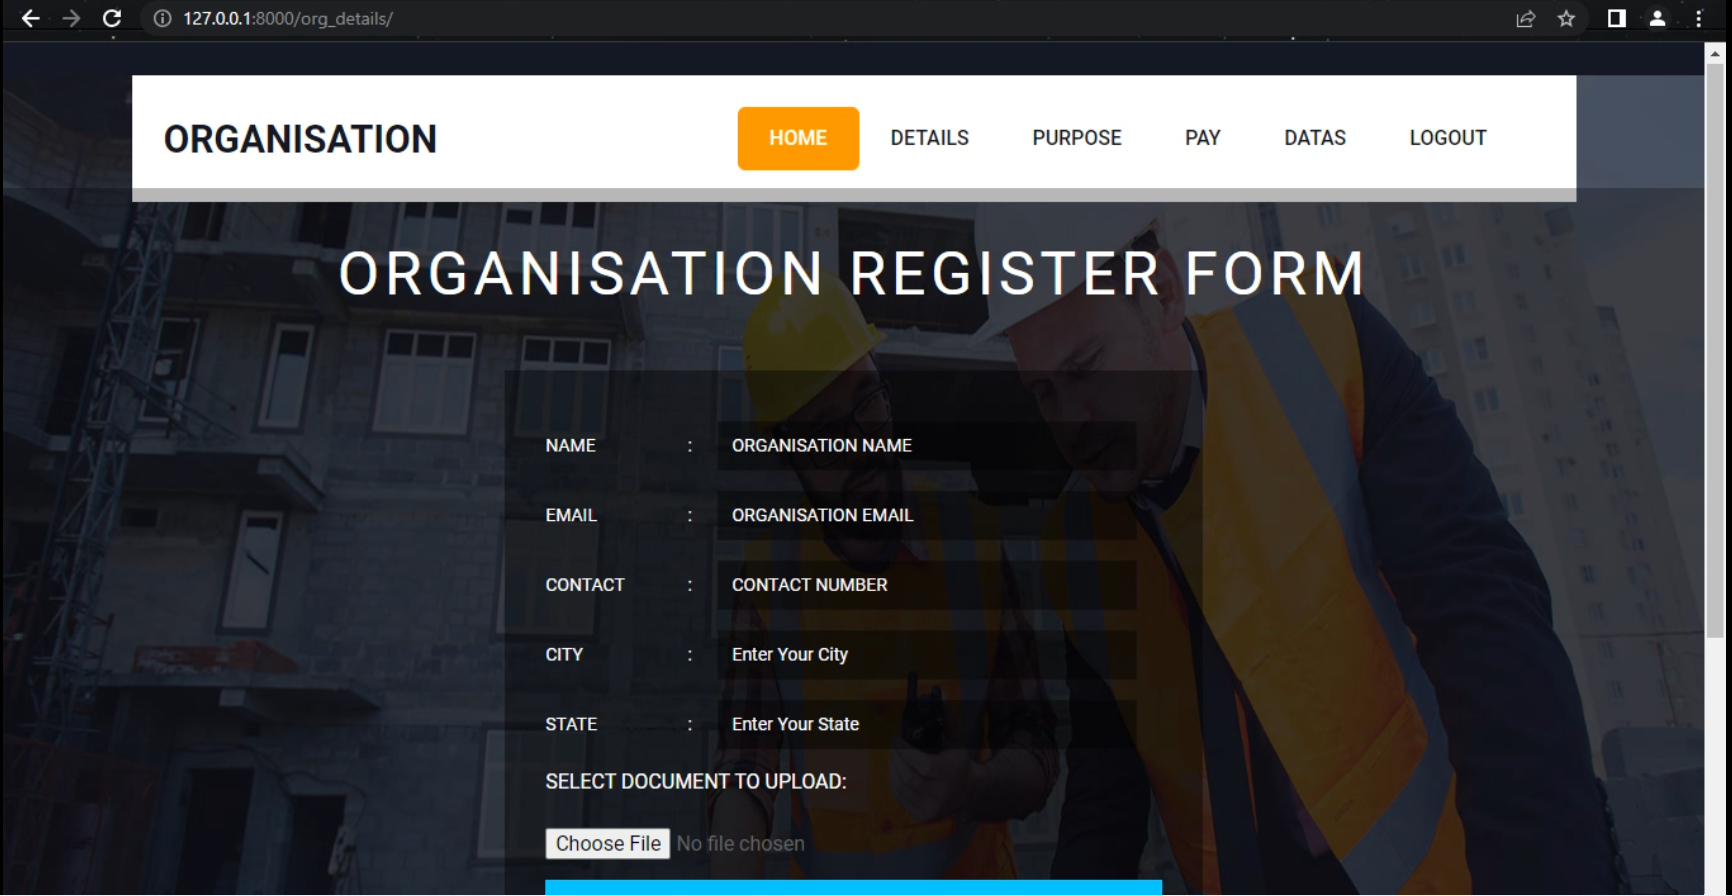 127.0.0.1:8000/org_details/
ORGANISATION HOME DETAILS PURPOSE PAY DATAS LOGOUT
ORGANISATION REGISTER FORM
NAME : ORGANISATION NAME
EMAIL : ORGANISATION EMAIL
CONTACT : CONTACT NUMBER
CITY : Enter Your City
STATE : Enter Your State
SELECT DOCUMENT TO UPLOAD:
Choose File No file chosen